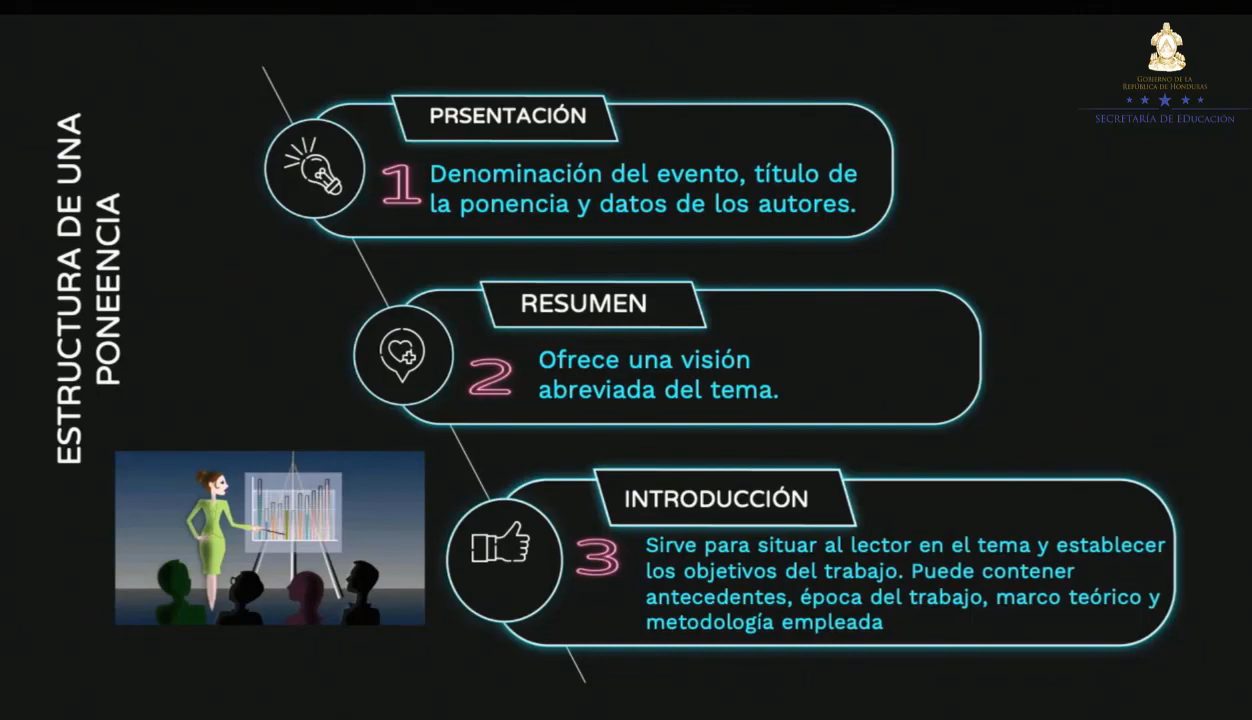 GOBIERNO DE LA
REPÚBLICA DE HONDURAS
SECRETARÍA DE EDUCACIÓN
ESTRUCTURA DE UNA
PONEENCIA
PRSENTACIÓN
1
Denominación del evento, título de
la ponencia y datos de los autores.
RESUMEN
2
Ofrece una visión
abreviada del tema.
INTRODUCCIÓN
3
Sirve para situar al lector en el tema y establecer
los objetivos del trabajo. Puede contener
antecedentes, época del trabajo, marco teórico y
metodología empleada